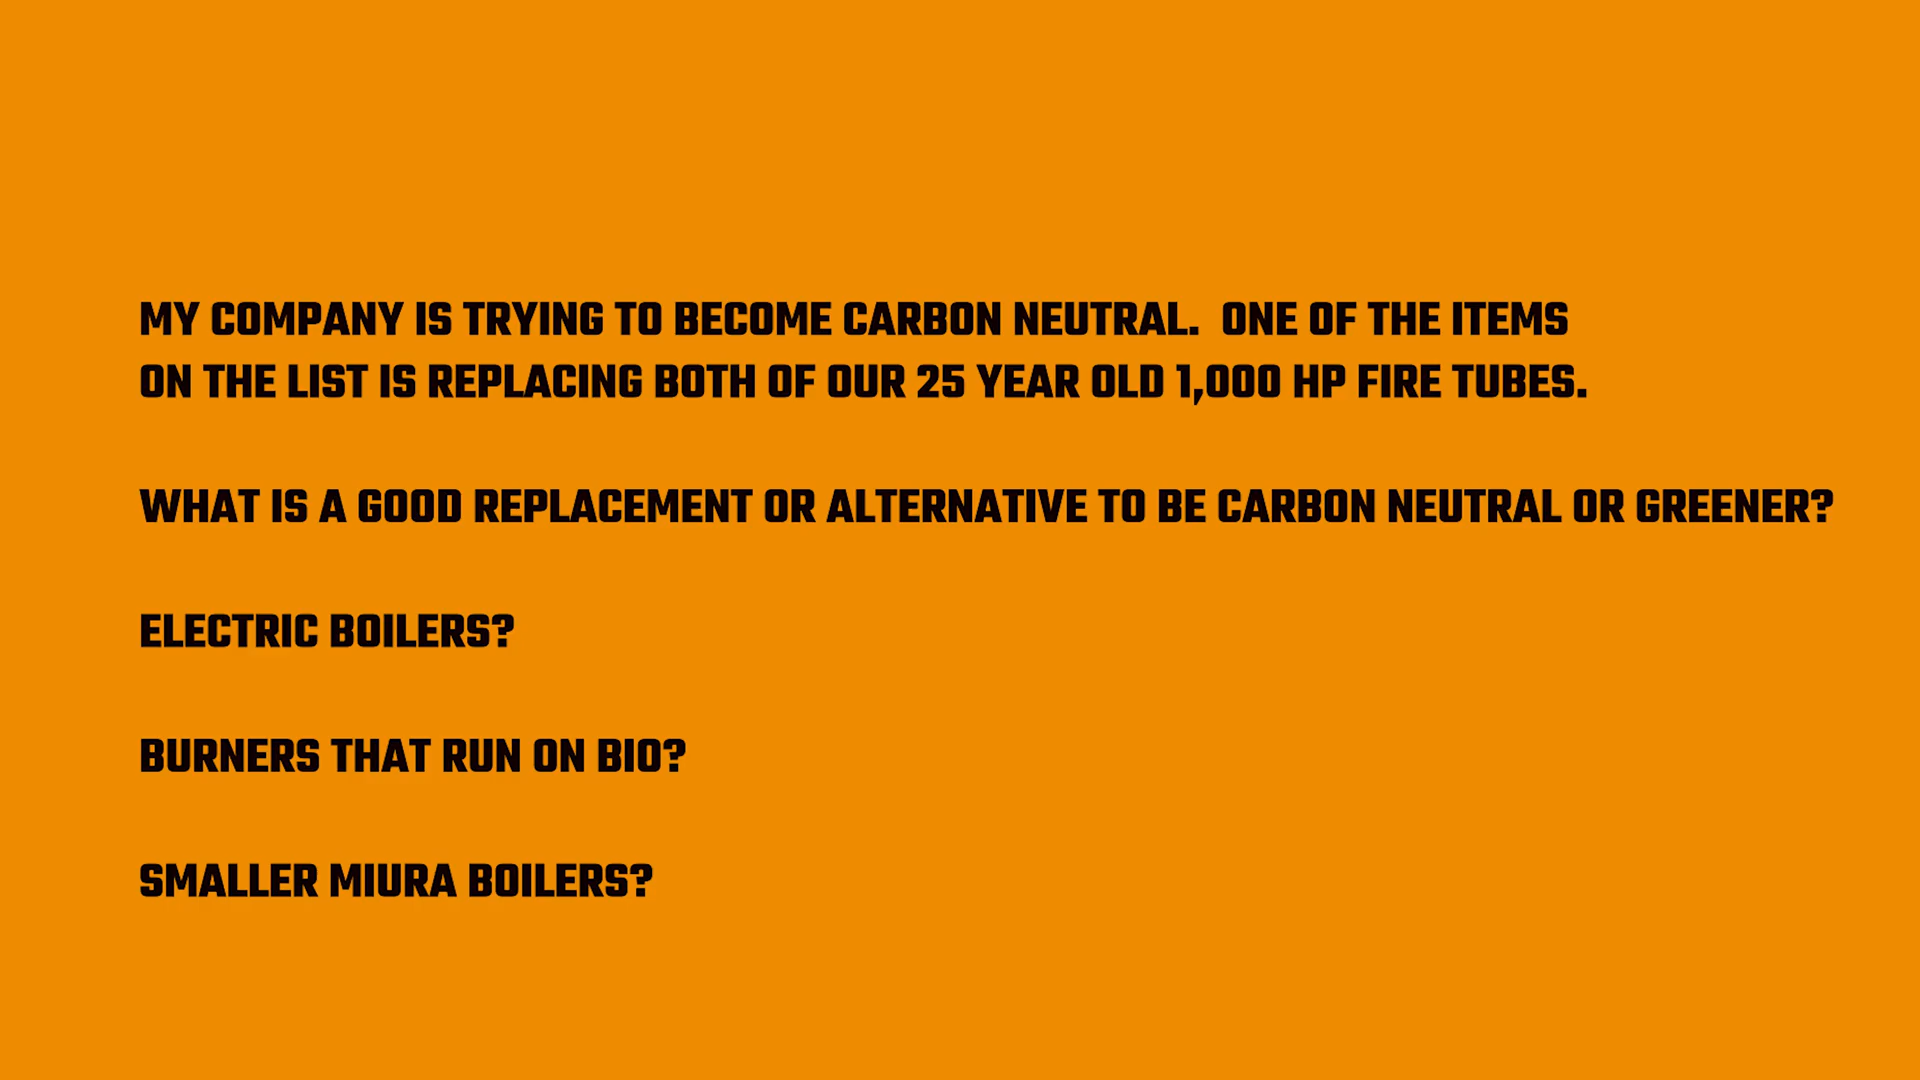 MY COMPANY IS TRYING TO BECOME CARBON NEUTRAL.  ONE OF THE ITEMS
ON THE LIST IS REPLACING BOTH OF OUR 25 YEAR OLD 1,000 HP FIRE TUBES.
WHAT IS A GOOD REPLACEMENT OR ALTERNATIVE TO BE CARBON NEUTRAL OR GREENER?
ELECTRIC BOILERS?
BURNERS THAT RUN ON BIO?
SMALLER MIURA BOILERS?